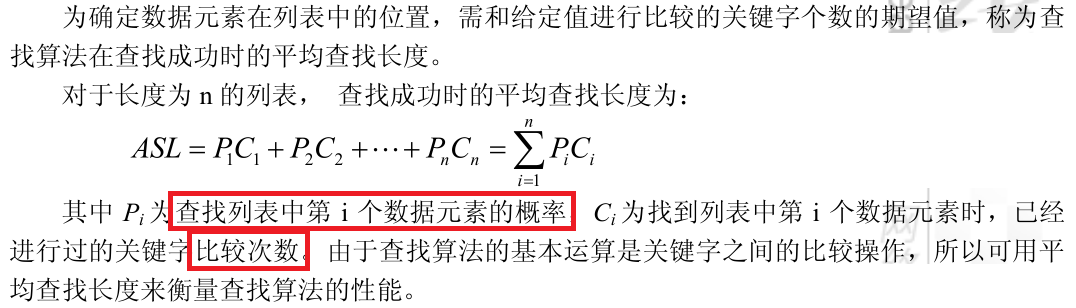 为确定数据元素在列表中的位置，需和给定值进行比较的关键字个数的期望值，称为查
找算法在查找成功时的平均查找长度。
对于长度为 n 的列表， 查找成功时的平均查找长度为：
ASL = P₁C₁ + P₂C₂ + ⋯ + PₙCₙ = ∑ⁿᵢ₌₁ PᵢCᵢ
其中 Pᵢ 为查找列表中第 i 个数据元素的概率，Cᵢ 为找到列表中第 i 个数据元素时，已经
进行过的关键字比较次数。由于查找算法的基本运算是关键字之间的比较操作，所以可用平
均查找长度来衡量查找算法的性能。